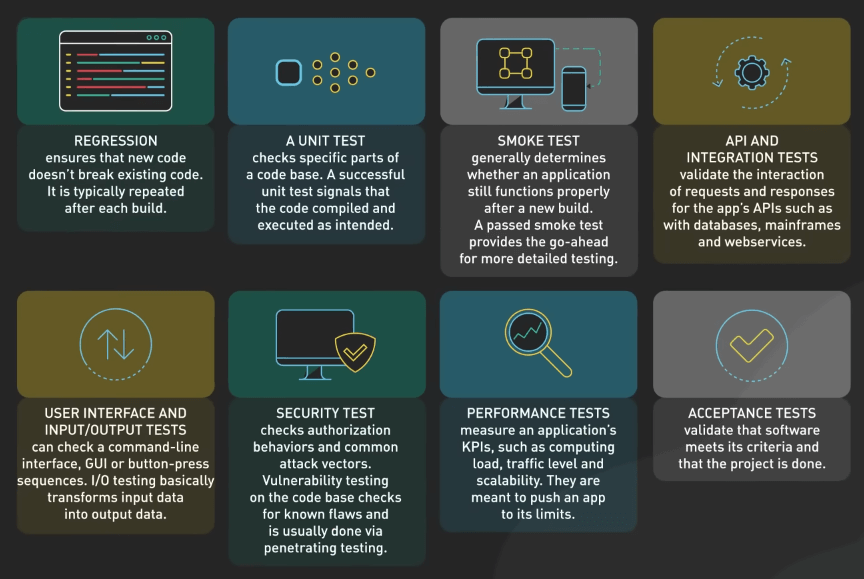 REGRESSION
ensures that new code
doesn't break existing code.
It is typically repeated
after each build.
A UNIT TEST
checks specific parts of
a code base. A successful
unit test signals that
the code compiled and
executed as intended.
SMOKE TEST
generally determines
whether an application
still functions properly
after a new build.
A passed smoke test
provides the go-ahead
for more detailed testing.
API AND
INTEGRATION TESTS
validate the interaction
of requests and responses
for the app's APIs such as
with databases, mainframes
and webservices.
USER INTERFACE AND
INPUT/OUTPUT TESTS
can check a command-line
interface, GUI or button-press
sequences. I/O testing basically
transforms input data
into output data.
SECURITY TEST
checks authorization
behaviors and common
attack vectors.
Vulnerability testing
on the code base checks
for known flaws and
is usually done via
penetrating testing.
PERFORMANCE TESTS
measure an application's
KPIs, such as computing
load, traffic level and
scalability. They are
meant to push an app
to its limits.
ACCEPTANCE TESTS
validate that software
meets its criteria and
that the project is done.